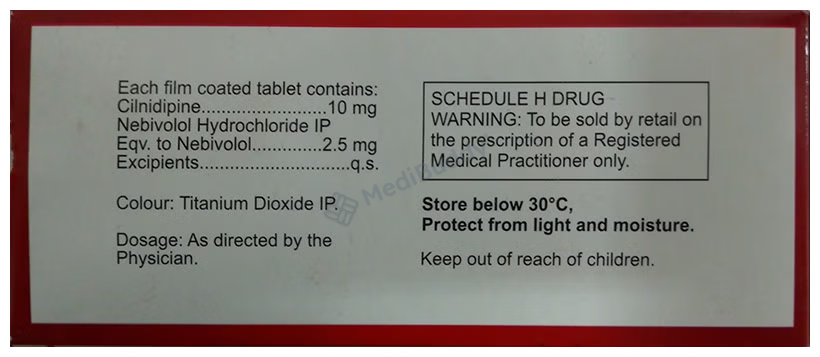 Each film coated tablet contains:
Cilnidipine........................10 mg
Nebivolol Hydrochloride IP
Eqv. to Nebivolol.............2.5 mg
Excipients.............................q.s.
Colour: Titanium Dioxide IP.
Dosage: As directed by the
Physician.
SCHEDULE H DRUG
WARNING: To be sold by retail on
the prescription of a Registered
Medical Practitioner only.
Store below 30°C,
Protect from light and moisture.
Keep out of reach of children.
MediBuddy